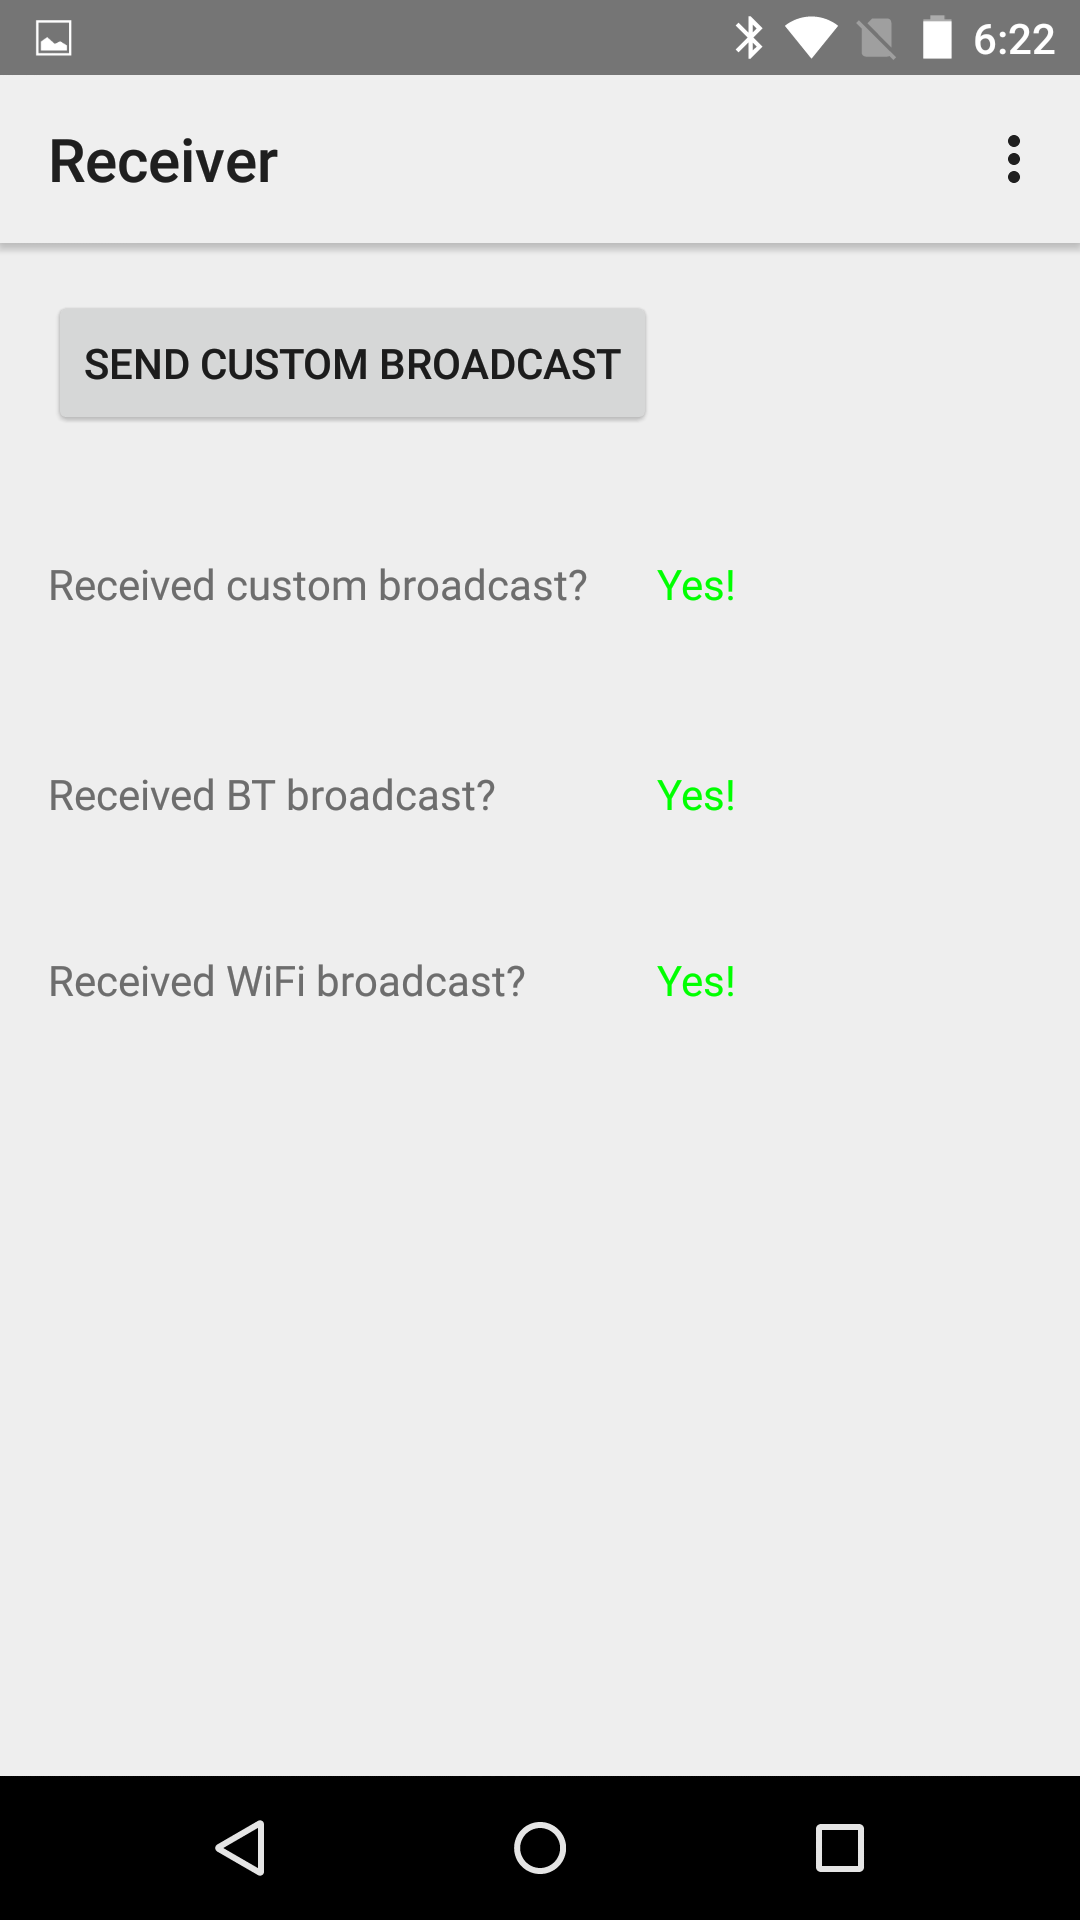 6:22
Receiver
SEND CUSTOM BROADCAST
Received custom broadcast? Yes!
Received BT broadcast? Yes!
Received WiFi broadcast? Yes!